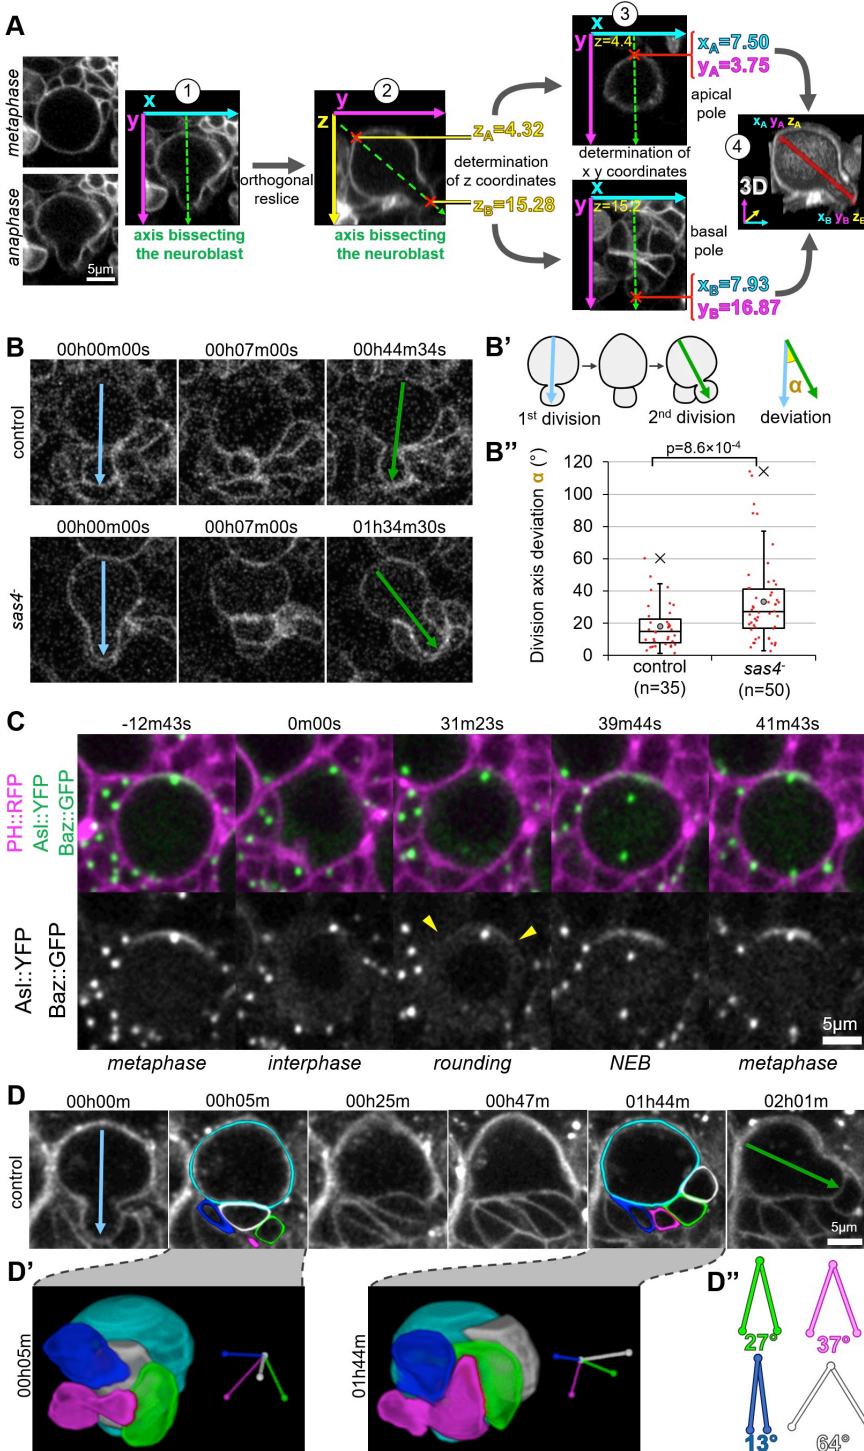 A
metaphase
anaphase
5µm
1
x
y
axis bissecting
the neuroblast
orthogonal
reslice
2
y
z
axis bissecting
the neuroblast
zA=4.32
determination
of z coordinates
zB=15.28
3
x
y
z=4.4
xA=7.50
yA=3.75
apical
pole
determination of
x y coordinates
x
y
z=15.2
basal
pole
xB=7.93
yB=16.87
4
xA yA zA
3D
xB yB zB
B
00h00m00s
00h07m00s
00h44m34s
control
00h00m00s
00h07m00s
01h34m30s
sas4-
B'
1st division
2nd division
α
deviation
B"
p=8.6×10-4
Division axis deviation α (°)
120
100
80
60
40
20
0
control
(n=35)
sas4-
(n=50)
C
-12m43s
0m00s
31m23s
39m44s
41m43s
PH::RFP
Asl::YFP
Baz::GFP
Asl::YFP
Baz::GFP
5µm
metaphase
interphase
rounding
NEB
metaphase
D
00h00m
00h05m
00h25m
00h47m
01h44m
02h01m
control
5µm
D'
00h05m
01h44m
D"
27°
37°
13°
64°